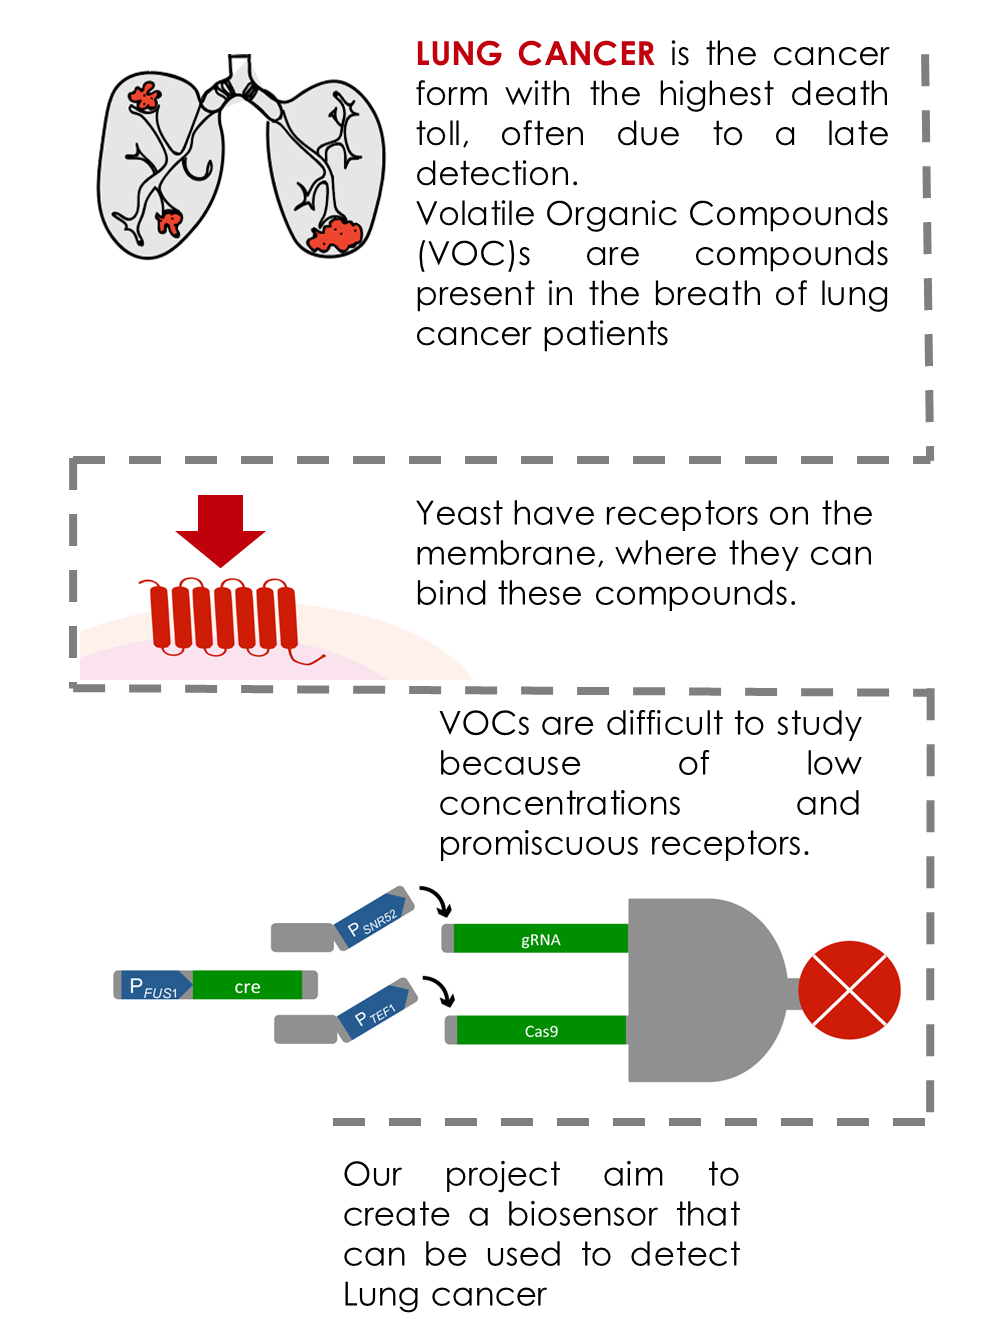 LUNG CANCER is the cancer
form with the highest death
toll, often due to a late
detection.
Volatile Organic Compounds
(VOC)s are compounds
present in the breath of lung
cancer patients
Yeast have receptors on the
membrane, where they can
bind these compounds.
VOCs are difficult to study
because of low
concentrations and
promiscuous receptors.
P SNR52
gRNA
PFUS1
cre
P TEF1
Cas9
Our project aim to
create a biosensor that
can be used to detect
Lung cancer